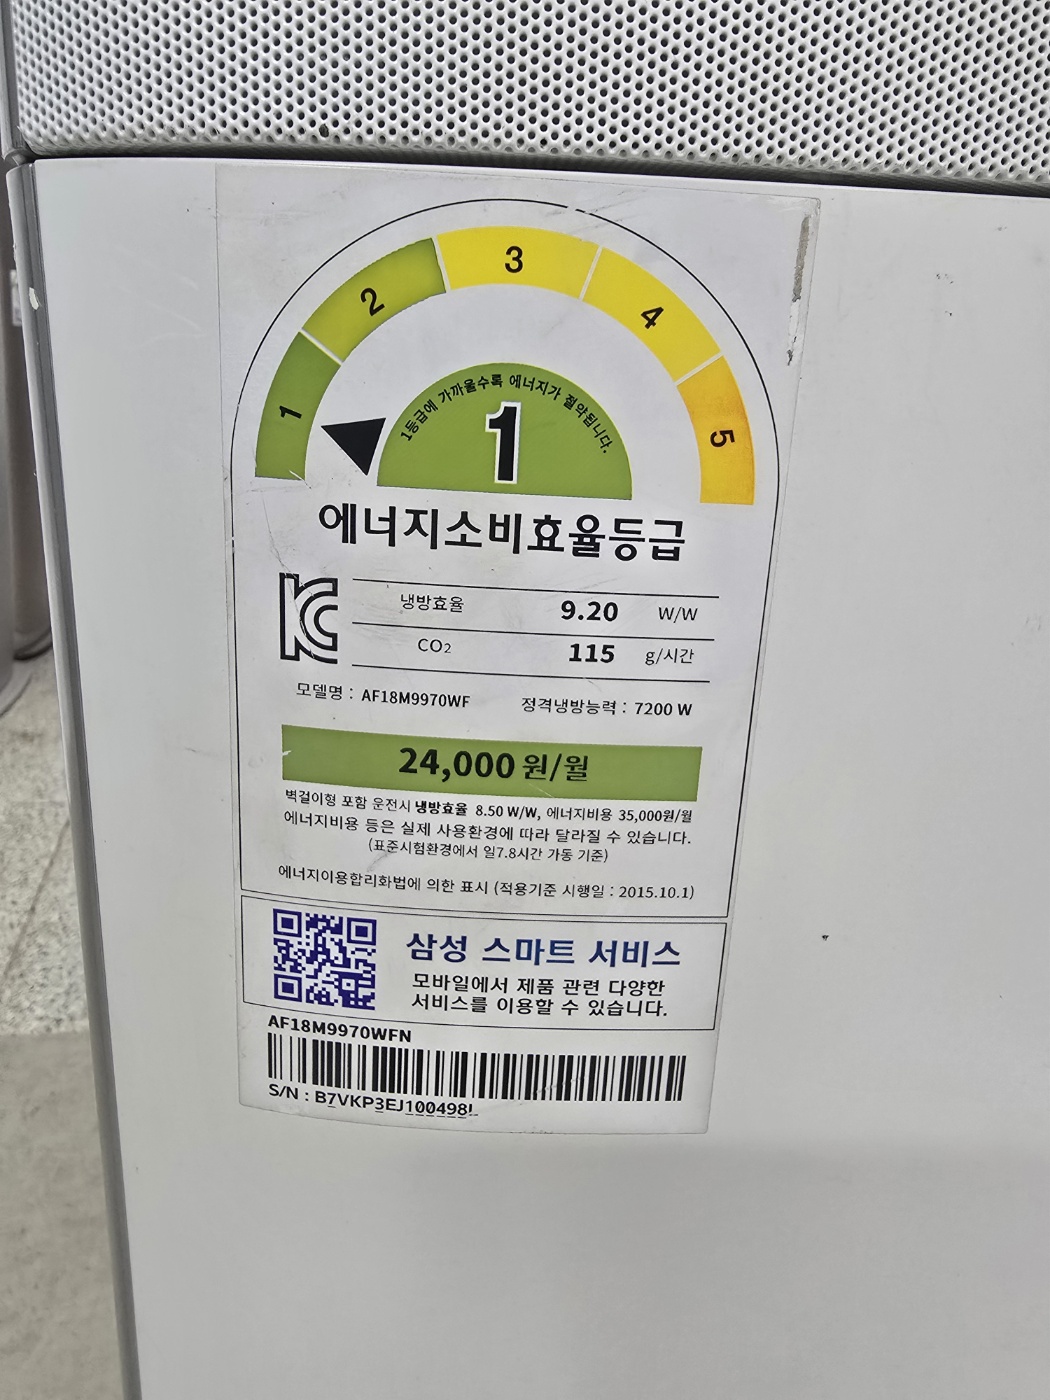 1 2 3 4 5
1등급에 가까울수록 에너지가 절약됩니다.
1
에너지소비효율등급
냉방효율 9.20 W/W
CO₂ 115 g/시간
모델명 : AF18M9970WF 정격냉방능력 : 7200 W
24,000 원/월
벽걸이형 포함 운전시 냉방효율 8.50 W/W, 에너지비용 35,000원/월
에너지비용 등은 실제 사용환경에 따라 달라질 수 있습니다.
(표준시험환경에서 일7.8시간 가동 기준)
에너지이용합리화법에 의한 표시 (적용기준 시행일 : 2015.10.1)
삼성 스마트 서비스
모바일에서 제품 관련 다양한
서비스를 이용할 수 있습니다.
AF18M9970WFN
S/N : B7VKP3EJ100498L